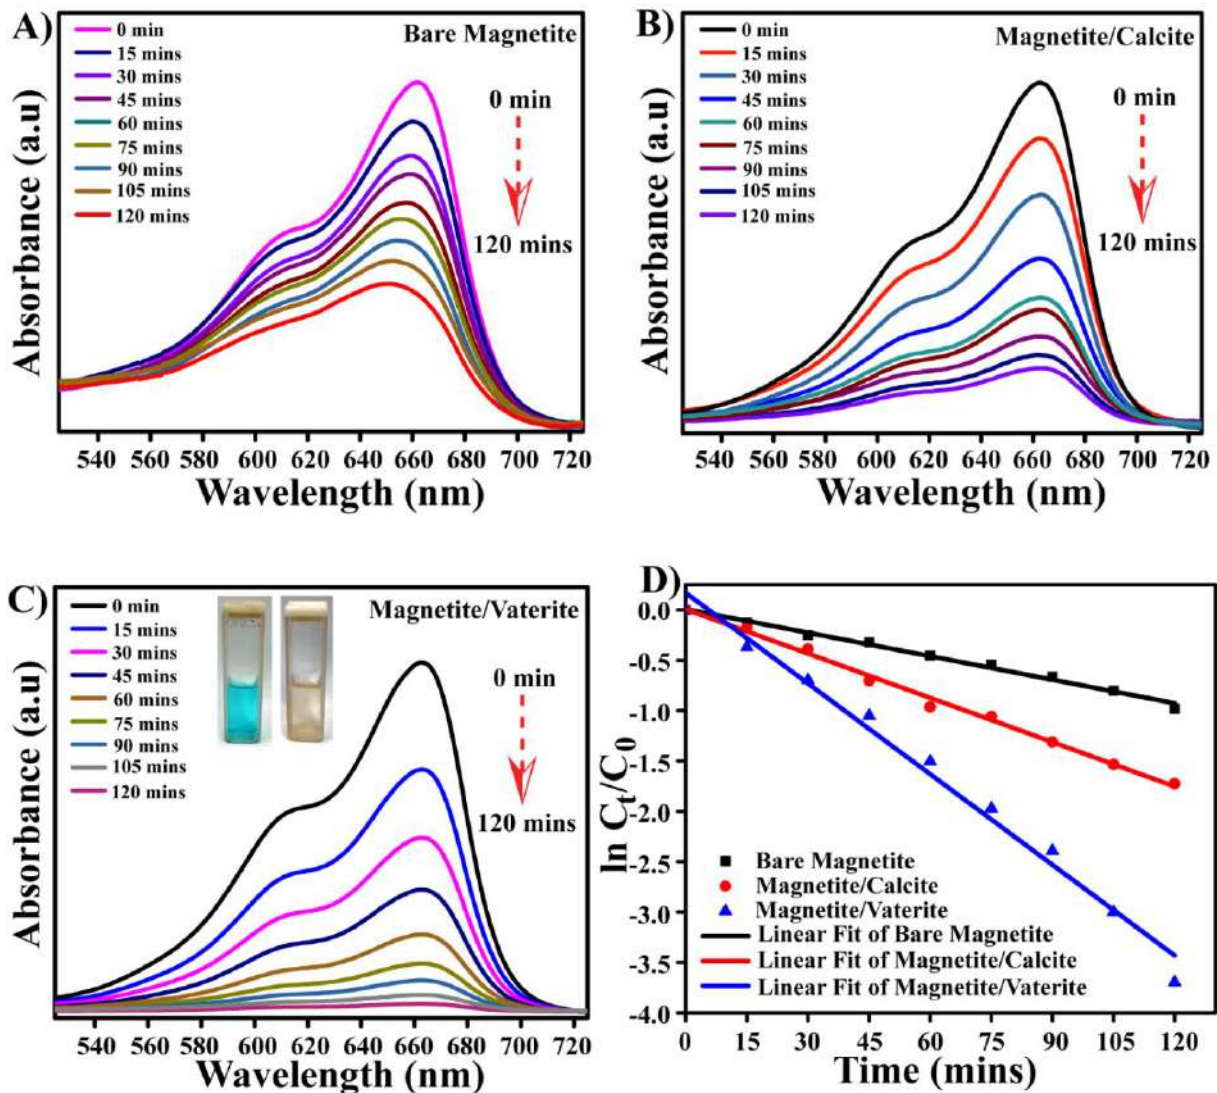 A)
Bare Magnetite
0 min
15 mins
30 mins
45 mins
60 mins
75 mins
90 mins
105 mins
120 mins
0 min
120 mins
Absorbance (a.u)
540 560 580 600 620 640 660 680 700 720
Wavelength (nm)
B)
Magnetite/Calcite
0 min
15 mins
30 mins
45 mins
60 mins
75 mins
90 mins
105 mins
120 mins
0 min
120 mins
Absorbance (a.u)
540 560 580 600 620 640 660 680 700 720
Wavelength (nm)
C)
Magnetite/Vaterite
0 min
15 mins
30 mins
45 mins
60 mins
75 mins
90 mins
105 mins
120 mins
0 min
120 mins
Absorbance (a.u)
540 560 580 600 620 640 660 680 700 720
Wavelength (nm)
D)
0.0
-0.5
-1.0
-1.5
-2.0
-2.5
-3.0
-3.5
-4.0
ln Ct/C0
Bare Magnetite
Magnetite/Calcite
Magnetite/Vaterite
Linear Fit of Bare Magnetite
Linear Fit of Magnetite/Calcite
Linear Fit of Magnetite/Vaterite
0 15 30 45 60 75 90 105 120
Time (mins)